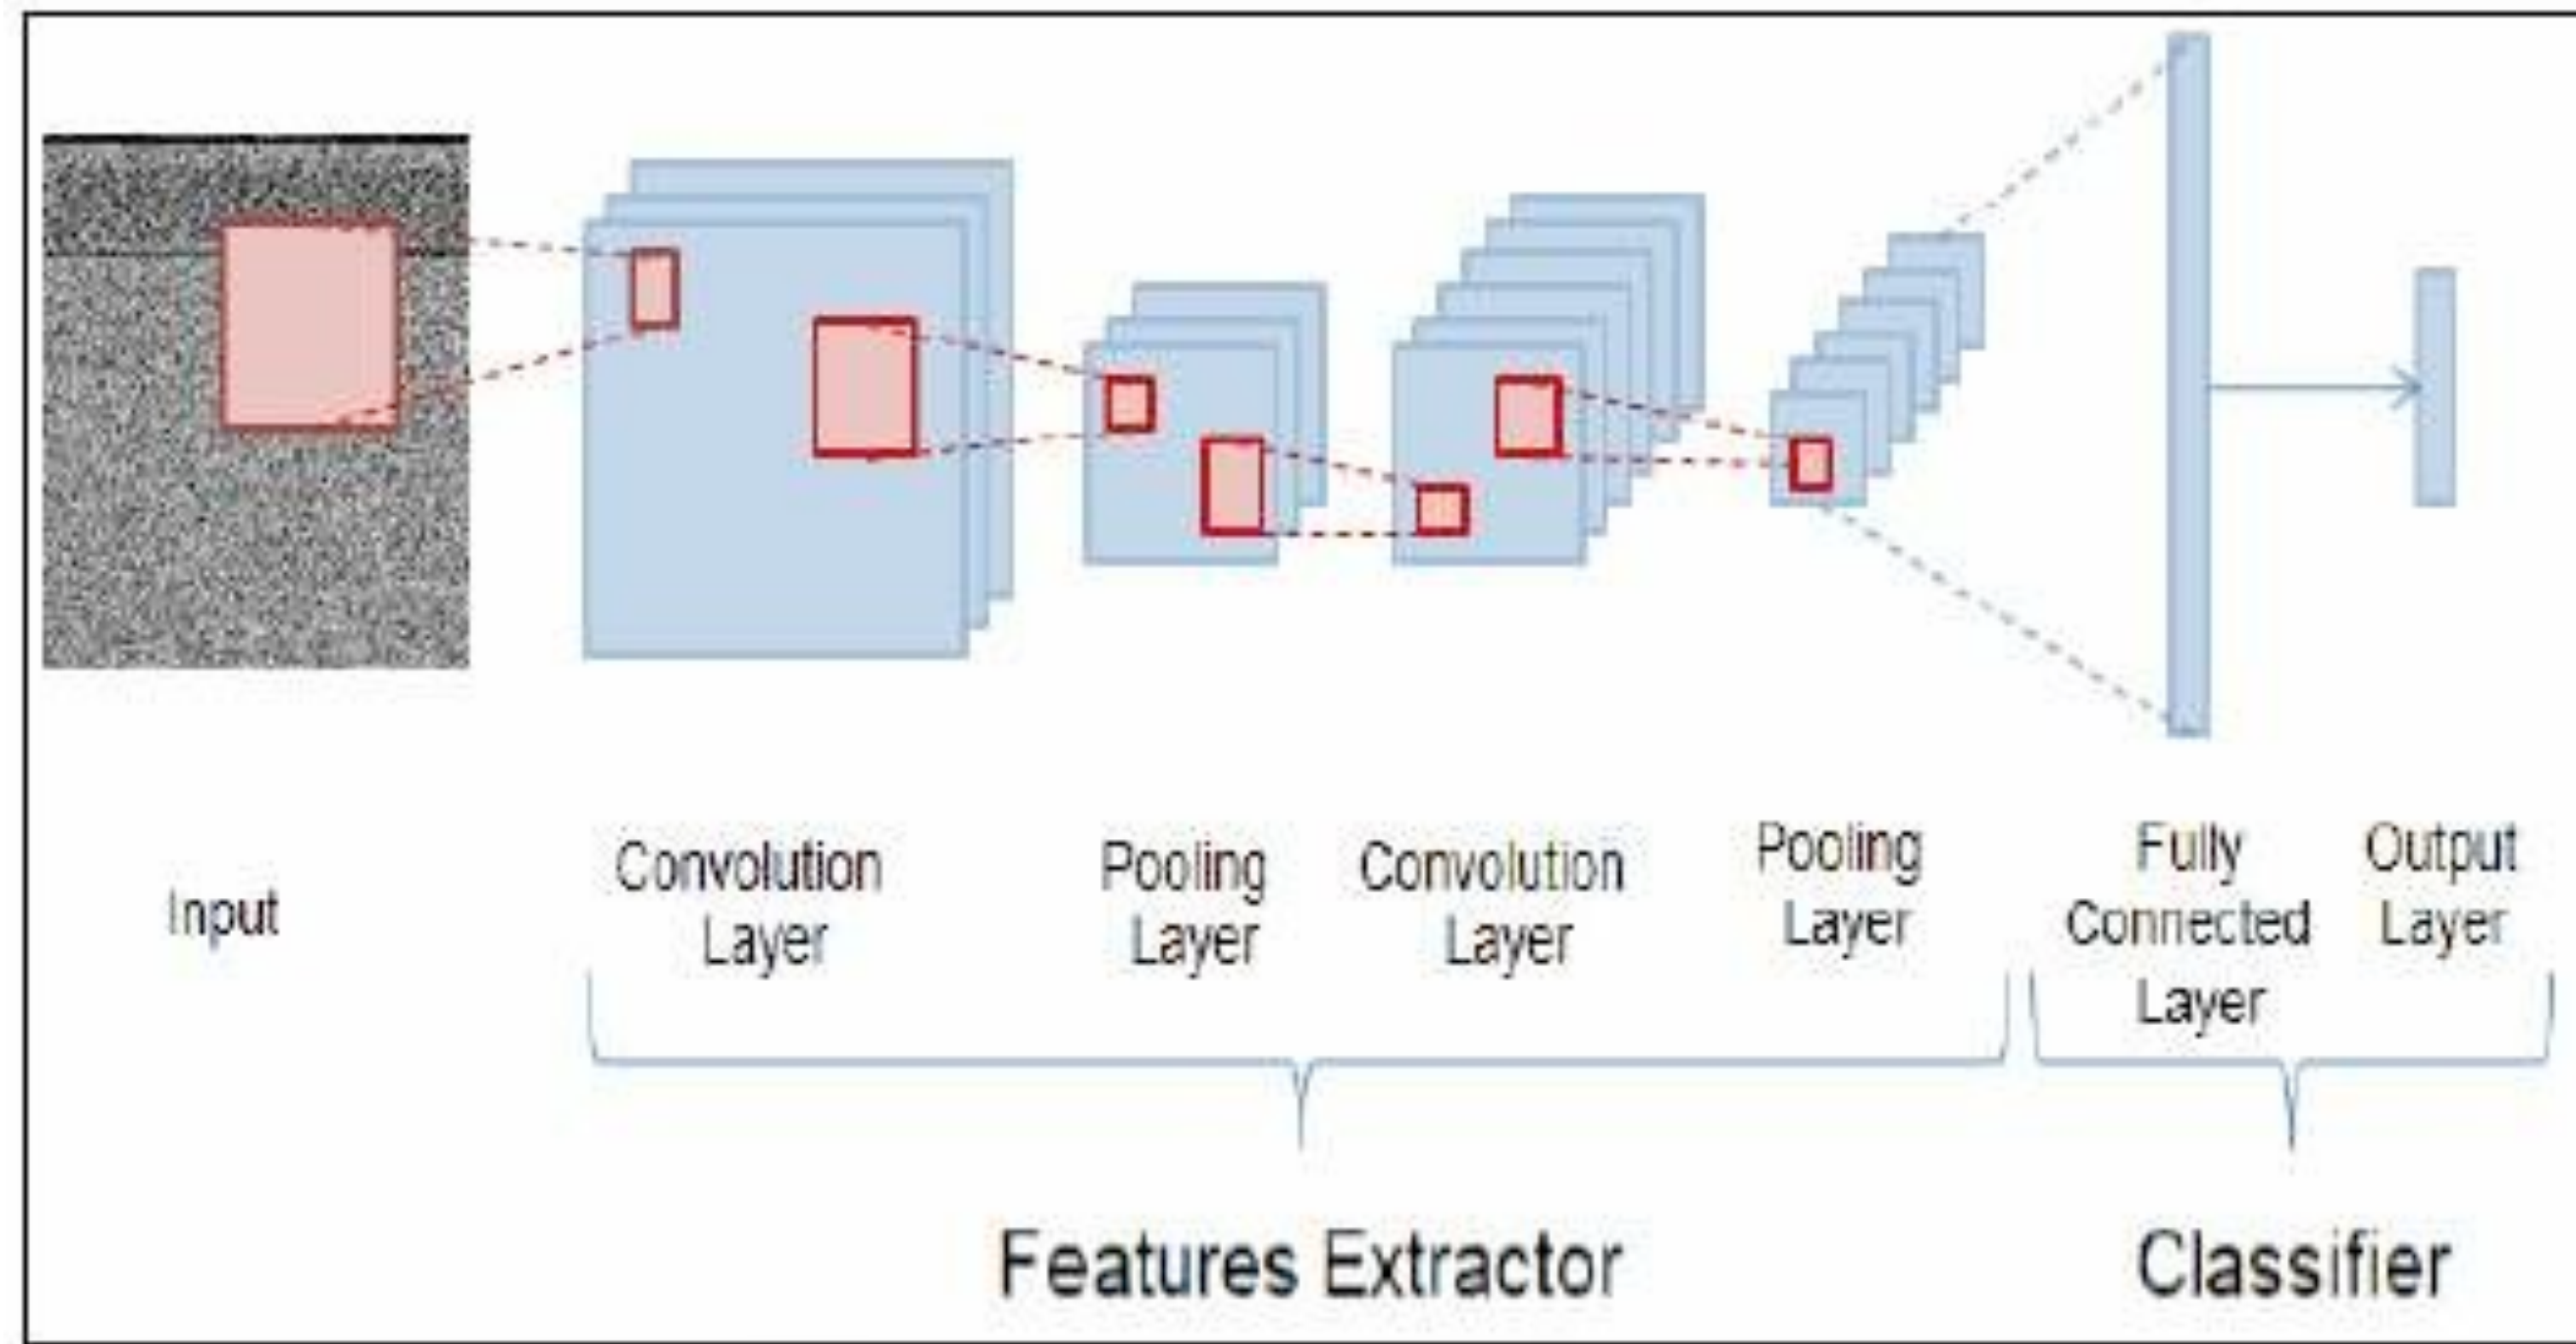 Input
Convolution
Layer
Pooling
Layer
Convolution
Layer
Pooling
Layer
Fully
Connected
Layer
Output
Layer
Features Extractor
Classifier